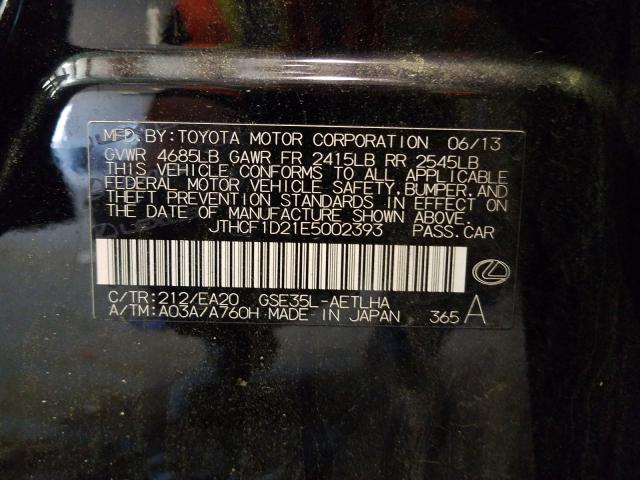 MFD. BY: TOYOTA MOTOR CORPORATION 06/13
GVWR 4685LB GAWR FR 2415LB RR 2545LB
THIS VEHICLE CONFORMS TO ALL APPLICABLE
FEDERAL MOTOR VEHICLE SAFETY, BUMPER, AND
THEFT PREVENTION STANDARDS IN EFFECT ON
THE DATE OF MANUFACTURE SHOWN ABOVE.
JTHCF1D21E5002393 PASS. CAR
C/TR: 212/EA20 GSE35L-AETLHA
A/TM: A03A/A760H MADE IN JAPAN 365 A